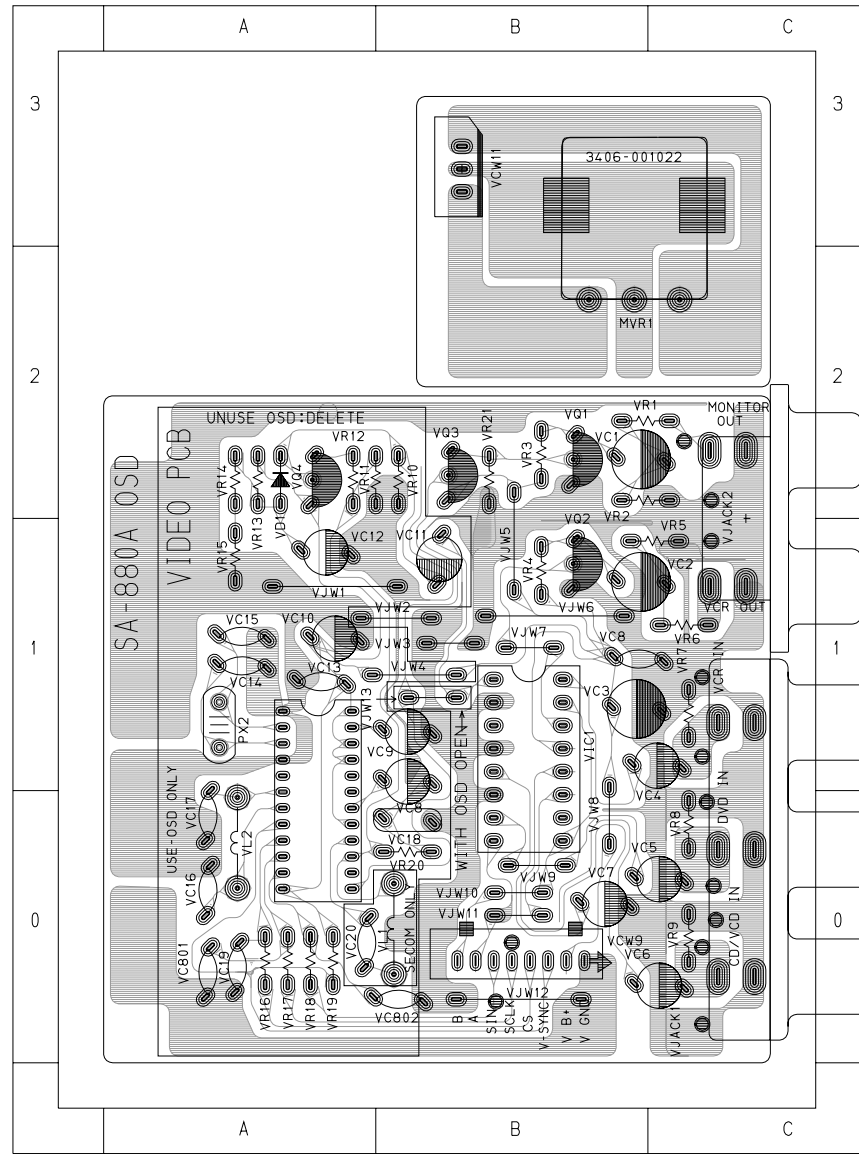 A B C
3 3
VCW11
3406-001022
MVR1
2 2
UNUSE OSD:DELETE
SA-880A OSD
VIDEO PCB
VR14
VR13
VD1
VQ4
VR12
VR11
VR10
VQ3
VR21
VR3
VQ1
VC1
VR1
MONITOR
OUT
VR15
VC12
VC11
VJW5
VR4
VQ2
VR2
VR5
VC2
VJACK2
+
VJW1
VJW2
VJW6
VCR OUT
1 1
VC15
VC10
VJW3
VJW7
VC8
VR6
VR7
VCR IN
VC14
VC13
VJW4
VJW13
PX2
VC9
VIC1
VC3
WITH OSD OPEN
VC4
DVD IN
USE-OSD ONLY
VC17
VL2
VC8
VJW8
VR8
VC18
VR20
VJW9
VC16
VJW10
VC7
VC5
VJW11
CD/VCD IN
0 0
VC20
VL1
SECOM ONLY
VCW9
VR9
VC801
VC19
VC6
VR16
VR17
VR18
VR19
VC802
VJW12
B
A
SIN
SCLK
CS
V-SYNC
V B+
V GND
VJACK1
A B C